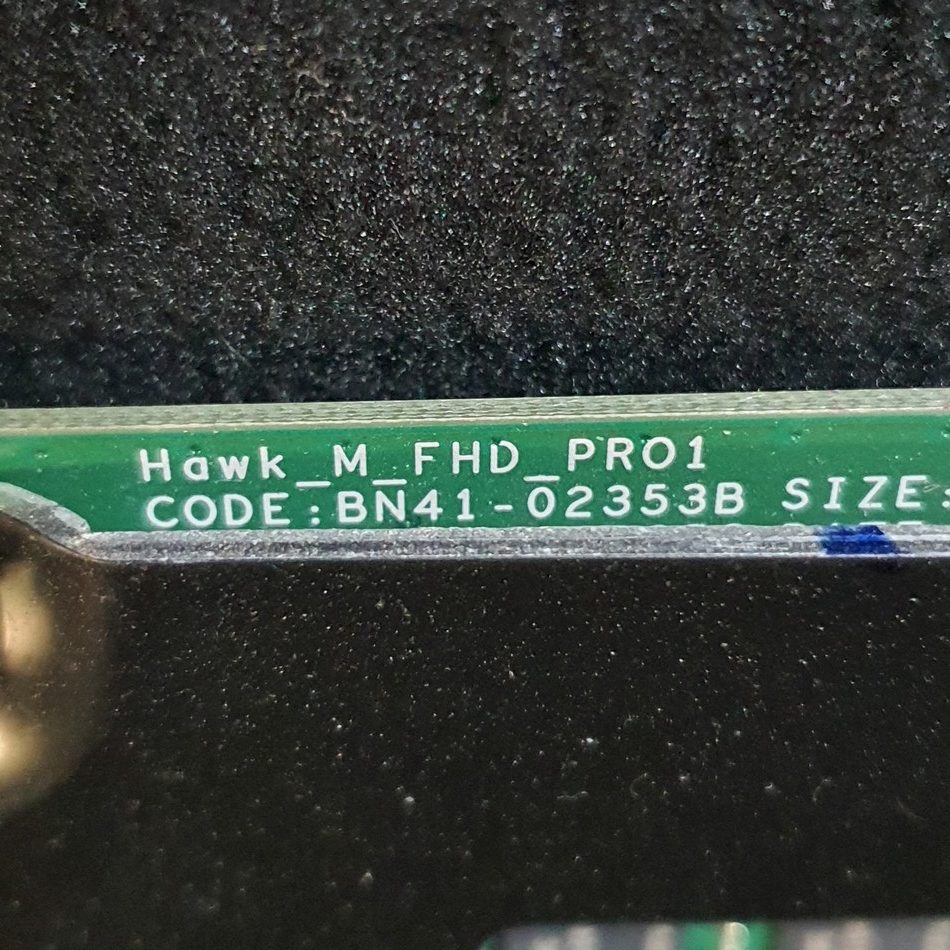 Hawk_M_FHD_PRO1
CODE:BN41-02353B SIZE